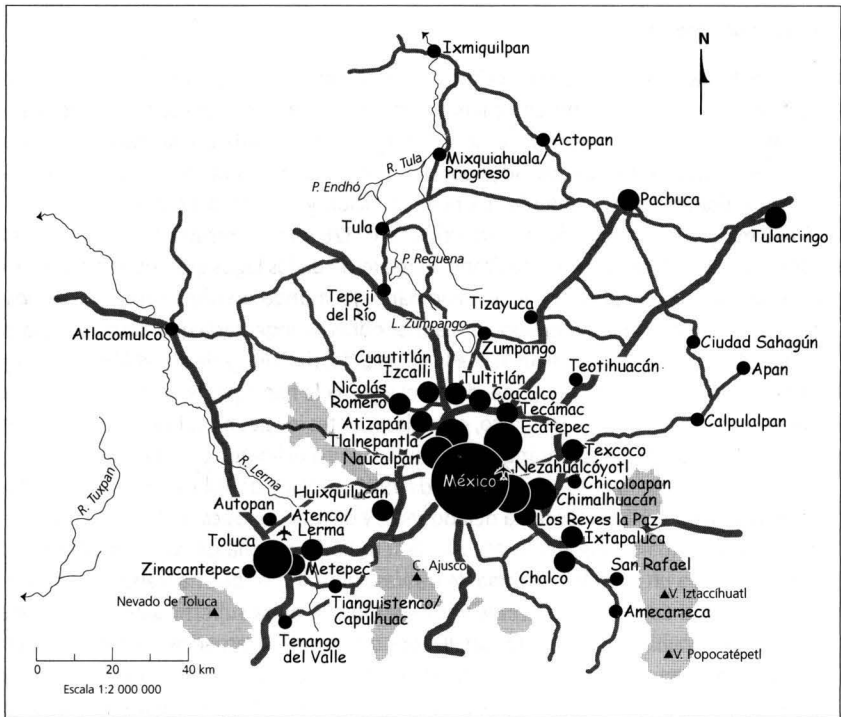 Ixmiquilpan
N
Actopan
R. Tula
Mixquiahuala/
Progreso
P. Endhó
Pachuca
Tula
Tulancingo
P. Requena
Tepeji
del Río
Tizayuca
L. Zumpango
Atlacomulco
Zumpango
Ciudad Sahagún
Cuautitlán
Izcalli
Teotihuacán
Apan
Tultitlán
Nicolás
Romero
Coacalco
Tecámac
Calpulalpan
Atizapán
Ecatepec
Tlalnepantla
Naucalpan
Texcoco
Nezahualcóyotl
México
Chicoloapan
R. Lerma
R. Tuxpan
Huixquilucan
Chimalhuacán
Autopan
Atenco/
Lerma
Los Reyes la Paz
Toluca
Ixtapaluca
Zinacantepec
Metepec
C. Ajusco
Chalco
San Rafael
Nevado de Toluca
Tianguistenco/
Capulhuac
V. Iztaccíhuatl
Amecameca
Tenango
del Valle
V. Popocatépetl
0 20 40 km
Escala 1:2 000 000